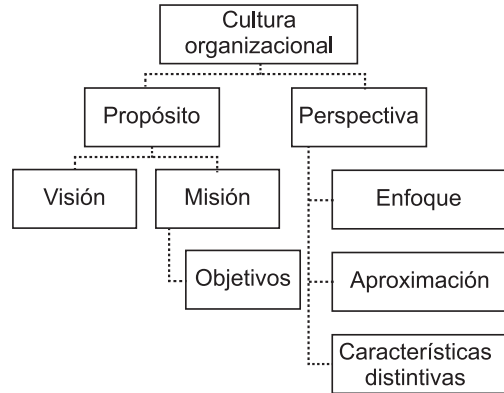 Cultura
organizacional
Propósito
Perspectiva
Visión
Misión
Enfoque
Objetivos
Aproximación
Características
distintivas